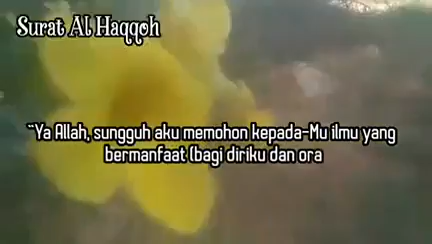 Surat Al Haqqoh
"Ya Allah, sungguh aku memohon kepada-Mu ilmu yang
bermanfaat (bagi diriku dan ora